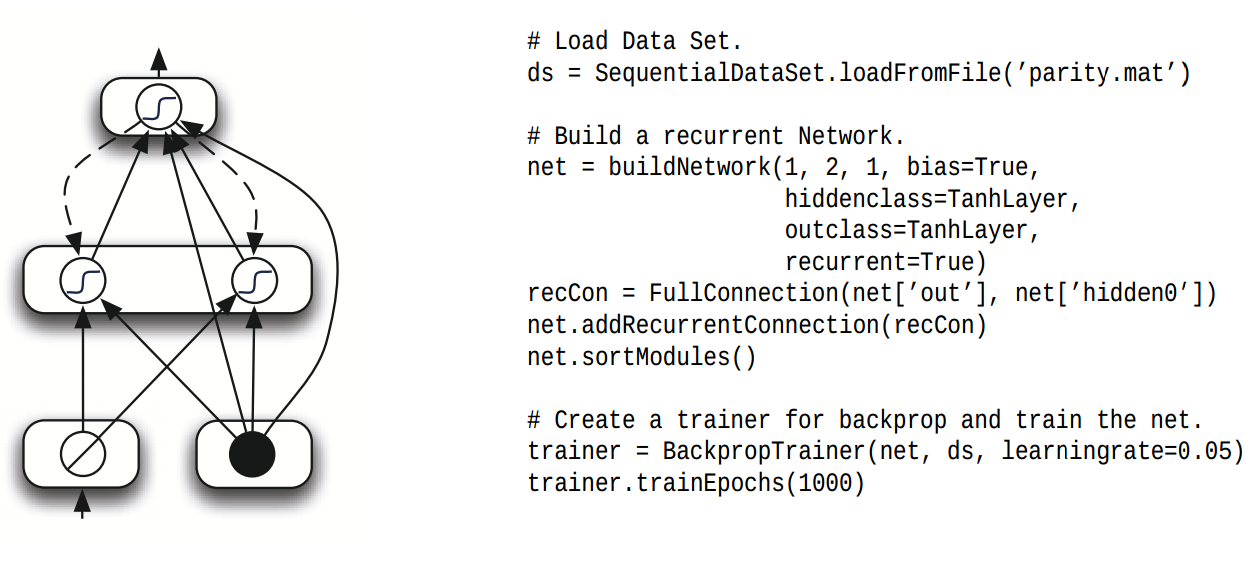 # Load Data Set.
ds = SequentialDataSet.loadFromFile(’parity.mat’)
# Build a recurrent Network.
net = buildNetwork(1, 2, 1, bias=True,
hiddenclass=TanhLayer,
outclass=TanhLayer,
recurrent=True)
recCon = FullConnection(net[’out’], net[’hidden0‘])
net.addRecurrentConnection(recCon)
net.sortModules()
# Create a trainer for backprop and train the net.
trainer = BackpropTrainer(net, ds, learningrate=0.05)
trainer.trainEpochs(1000)